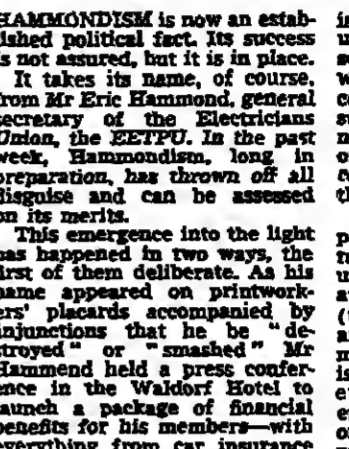 HAMMONDISM is now an estab-
lished political fact. Its success
is not assured, but it is in place.
It takes its name, of course,
from Mr Eric Hammond, general
secretary of the Electricians
Union, the EETPU. In the past
week, Hammondism, long in
preparation, has thrown off all
disguise and can be assessed
on its merits.
This emergence into the light
has happened in two ways, the
first of them deliberate. As his
name appeared on printwork-
ers' placards accompanied by
injunctions that he be "de-
stroyed" or "smashed" Mr
Hammend held a press confer-
ence in the Waldorf Hotel to
launch a package of financial
benefits for his members—with
everything from car insurance